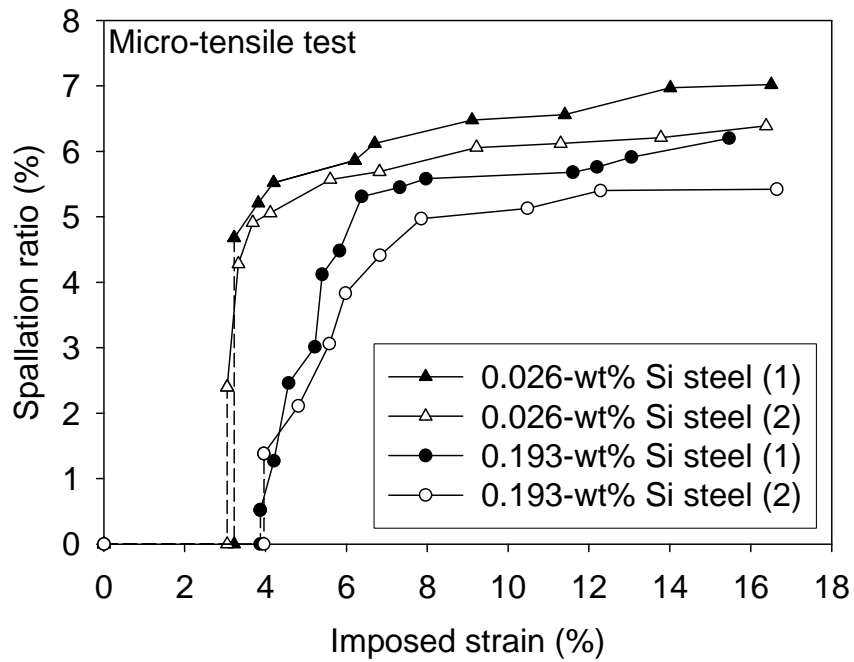 Micro-tensile test
8
7
6
5
4
3
2
1
0
Spallation ratio (%)
0.026-wt% Si steel (1)
0.026-wt% Si steel (2)
0.193-wt% Si steel (1)
0.193-wt% Si steel (2)
0 2 4 6 8 10 12 14 16 18
Imposed strain (%)